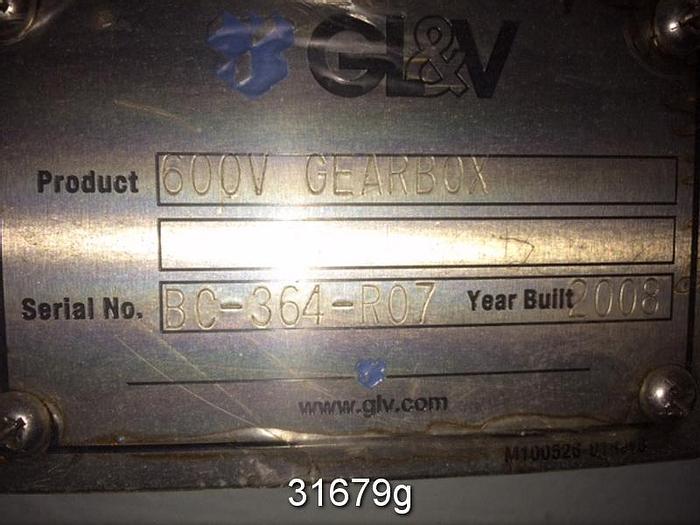 GL&V
Product 600V GEARBOX
Serial No. BC-364-R07 Year Built 2008
www.glv.com
31679g